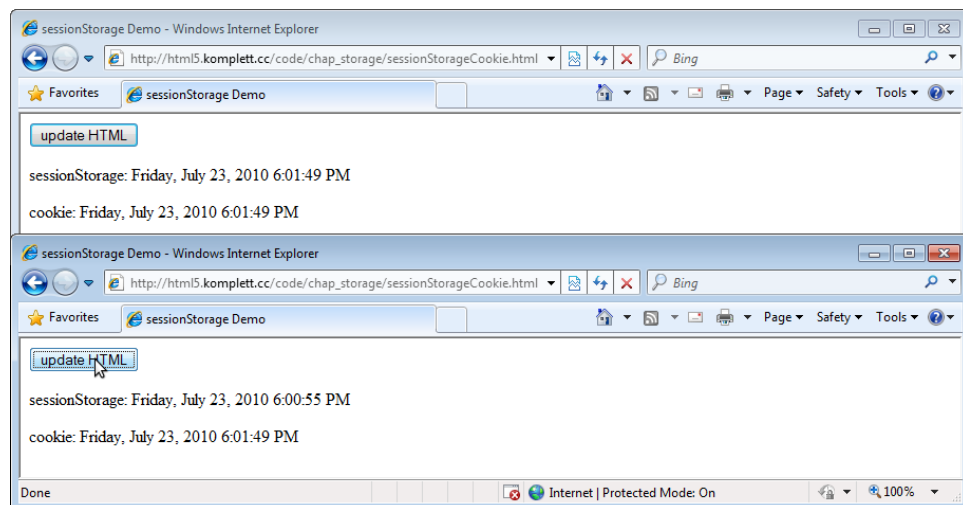 sessionStorage Demo - Windows Internet Explorer
http://html5.komplett.cc/code/chap_storage/sessionStorageCookie.html Bing
Favorites sessionStorage Demo Page Safety Tools
update HTML
sessionStorage: Friday, July 23, 2010 6:01:49 PM
cookie: Friday, July 23, 2010 6:01:49 PM
sessionStorage Demo - Windows Internet Explorer
http://html5.komplett.cc/code/chap_storage/sessionStorageCookie.html Bing
Favorites sessionStorage Demo Page Safety Tools
update HTML
sessionStorage: Friday, July 23, 2010 6:00:55 PM
cookie: Friday, July 23, 2010 6:01:49 PM
Done Internet | Protected Mode: On 100%